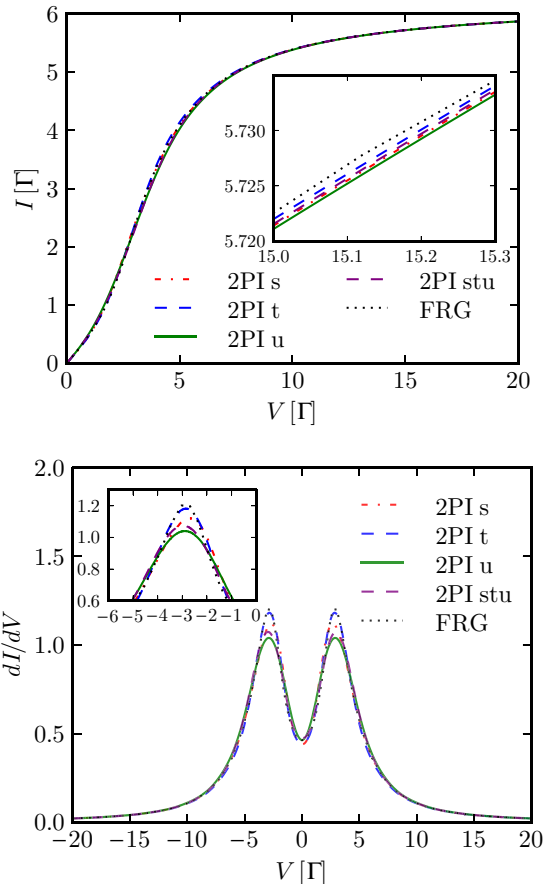 6
5
4
3
2
1
0
I [Γ]
5.730
5.725
5.720
15.0 15.1 15.2 15.3
2PI s
2PI t
2PI u
2PI stu
FRG
0 5 10 15 20
V [Γ]
2.0
1.5
1.0
0.5
0.0
dI/dV
1.2
1.0
0.8
0.6
−6 −5 −4 −3 −2 −1 0
2PI s
2PI t
2PI u
2PI stu
FRG
−20 −15 −10 −5 0 5 10 15 20
V [Γ]